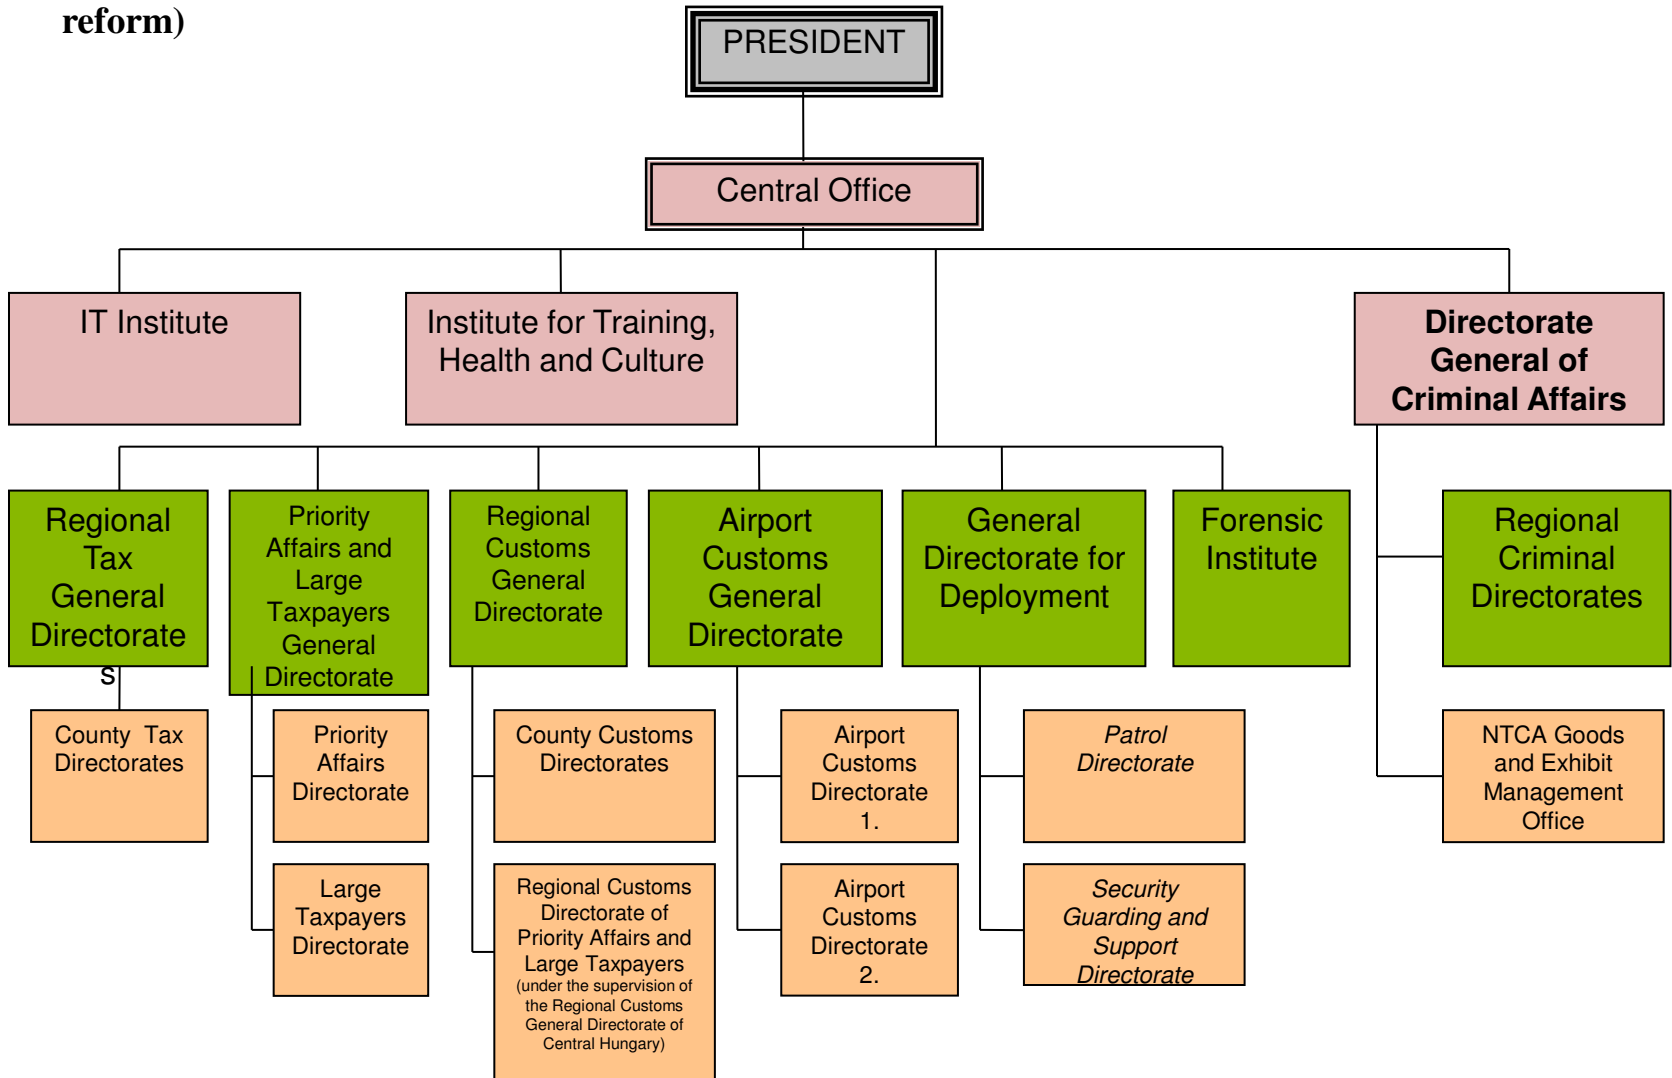 reform)
PRESIDENT
Central Office
IT Institute
Institute for Training,
Health and Culture
Directorate
General of
Criminal Affairs
Regional
Tax
General
Directorate
s
Priority
Affairs and
Large
Taxpayers
General
Directorate
Regional
Customs
General
Directorate
Airport
Customs
General
Directorate
General
Directorate for
Deployment
Forensic
Institute
Regional
Criminal
Directorates
County Tax
Directorates
Priority
Affairs
Directorate
County Customs
Directorates
Airport
Customs
Directorate
1.
Patrol
Directorate
NTCA Goods
and Exhibit
Management
Office
Large
Taxpayers
Directorate
Regional Customs
Directorate of
Priority Affairs and
Large Taxpayers
(under the supervision of
the Regional Customs
General Directorate of
Central Hungary)
Airport
Customs
Directorate
2.
Security
Guarding and
Support
Directorate